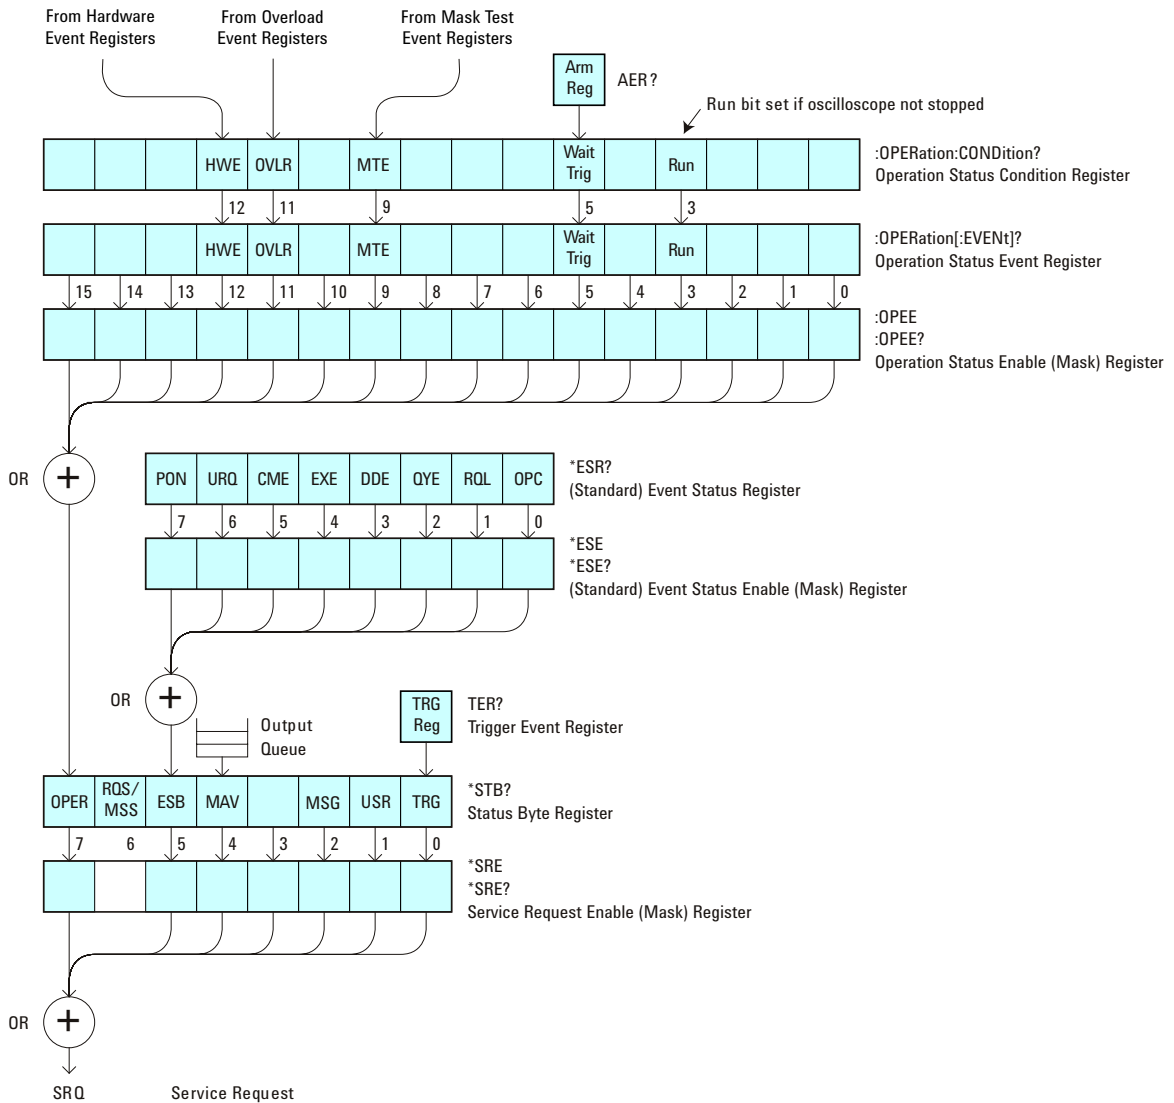 From Hardware
Event Registers
From Overload
Event Registers
From Mask Test
Event Registers
Arm
Reg
AER?
Run bit set if oscilloscope not stopped
HWE OVLR MTE Wait Trig Run
:OPERation:CONDition?
Operation Status Condition Register
12 11 9 5 3
HWE OVLR MTE Wait Trig Run
:OPERation[:EVENt]?
Operation Status Event Register
15 14 13 12 11 10 9 8 7 6 5 4 3 2 1 0
:OPEE
:OPEE?
Operation Status Enable (Mask) Register
OR +
PON URQ CME EXE DDE QYE RQL OPC
*ESR?
(Standard) Event Status Register
7 6 5 4 3 2 1 0
*ESE
*ESE?
(Standard) Event Status Enable (Mask) Register
OR +
Output
Queue
TRG
Reg
TER?
Trigger Event Register
OPER RQS/ MSS ESB MAV MSG USR TRG
*STB?
Status Byte Register
7 6 5 4 3 2 1 0
*SRE
*SRE?
Service Request Enable (Mask) Register
OR +
SRQ Service Request